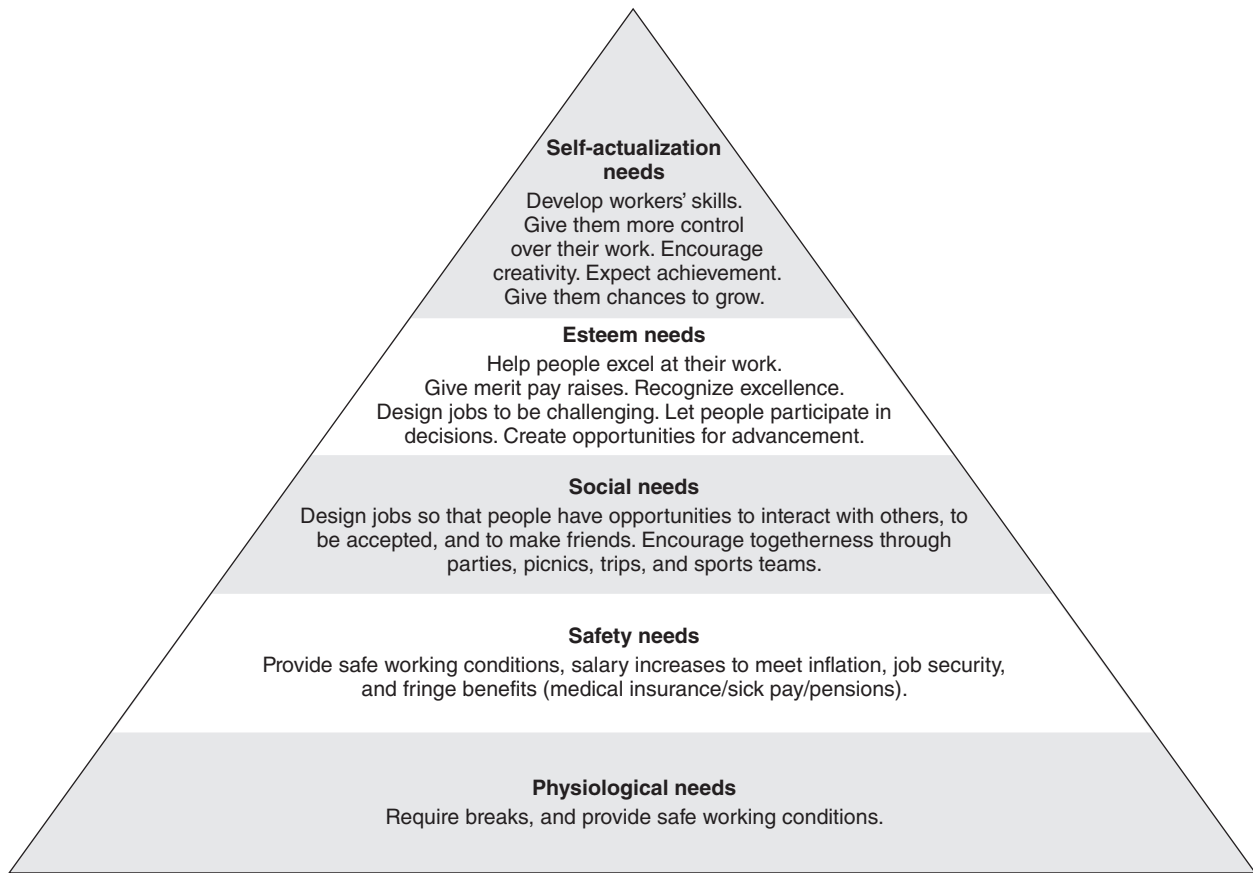 Self-actualization
needs
Develop workers’ skills.
Give them more control
over their work. Encourage
creativity. Expect achievement.
Give them chances to grow.
Esteem needs
Help people excel at their work.
Give merit pay raises. Recognize excellence.
Design jobs to be challenging. Let people participate in
decisions. Create opportunities for advancement.
Social needs
Design jobs so that people have opportunities to interact with others, to
be accepted, and to make friends. Encourage togetherness through
parties, picnics, trips, and sports teams.
Safety needs
Provide safe working conditions, salary increases to meet inflation, job security,
and fringe benefits (medical insurance/sick pay/pensions).
Physiological needs
Require breaks, and provide safe working conditions.